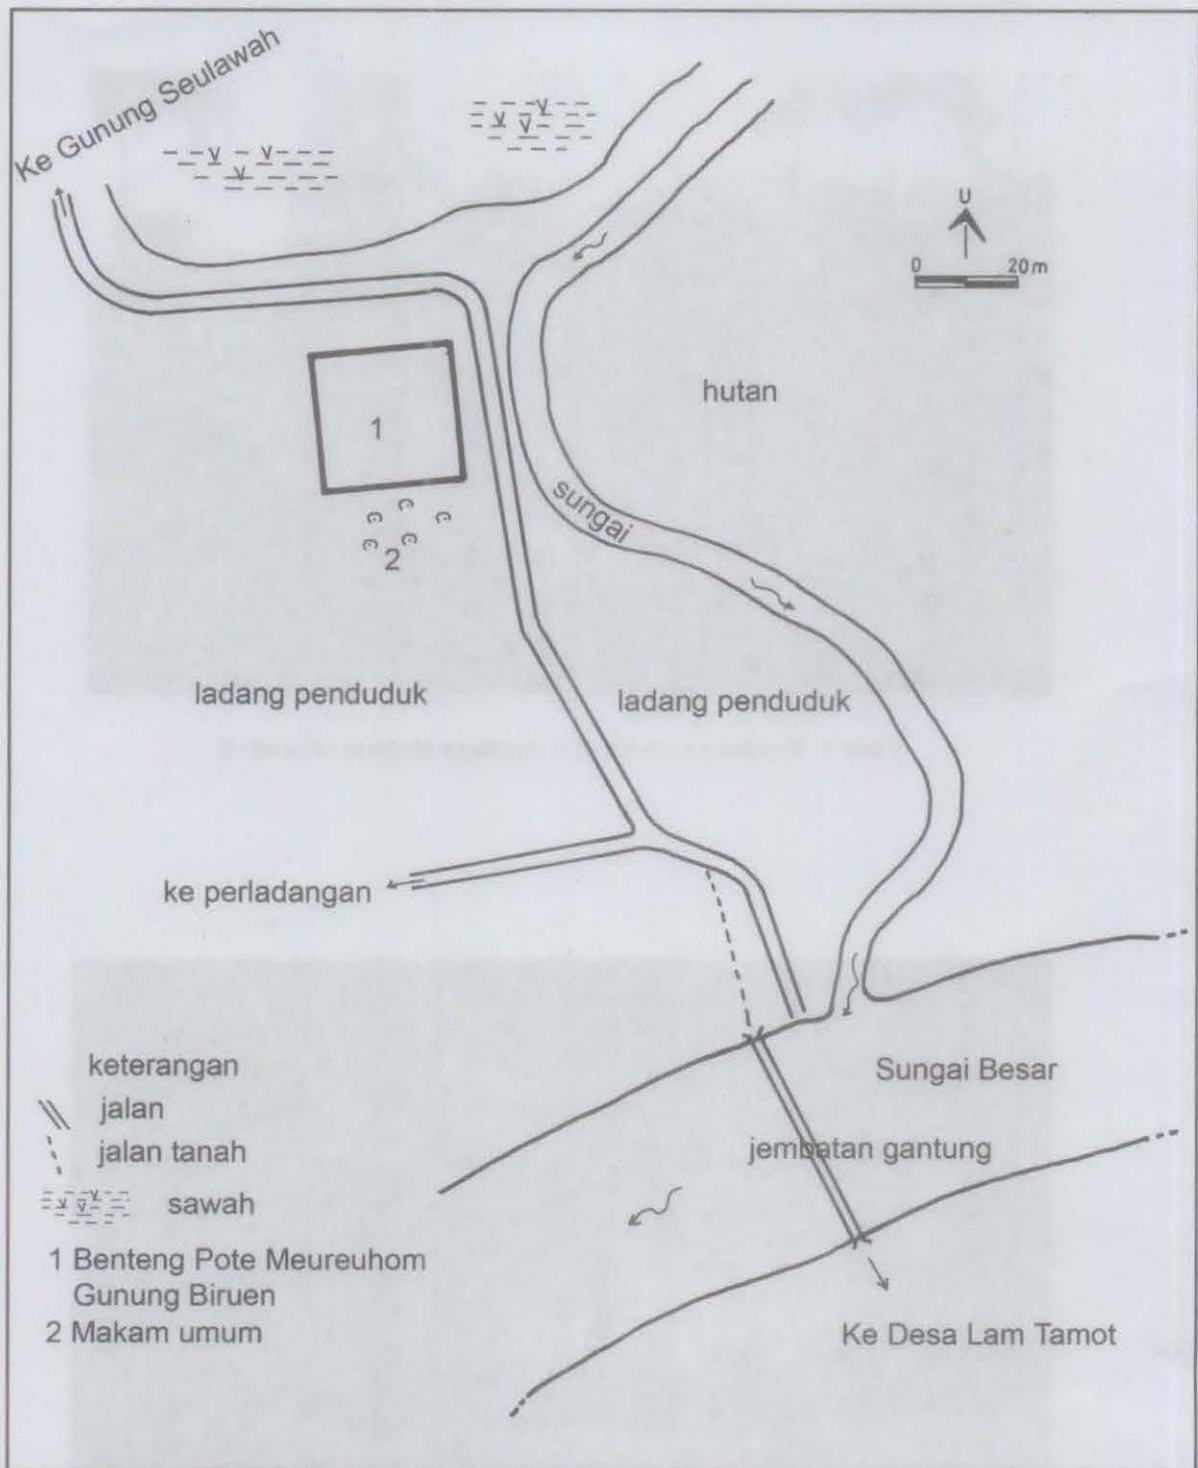 Ke Gunung Seulawah
U
0 20 m
hutan
1
sungai
2
ladang penduduk
ladang penduduk
ke perladangan
Sungai Besar
jembatan gantung
Ke Desa Lam Tamot
keterangan
jalan
jalan tanah
sawah
1 Benteng Pote Meureuhom
Gunung Biruen
2 Makam umum